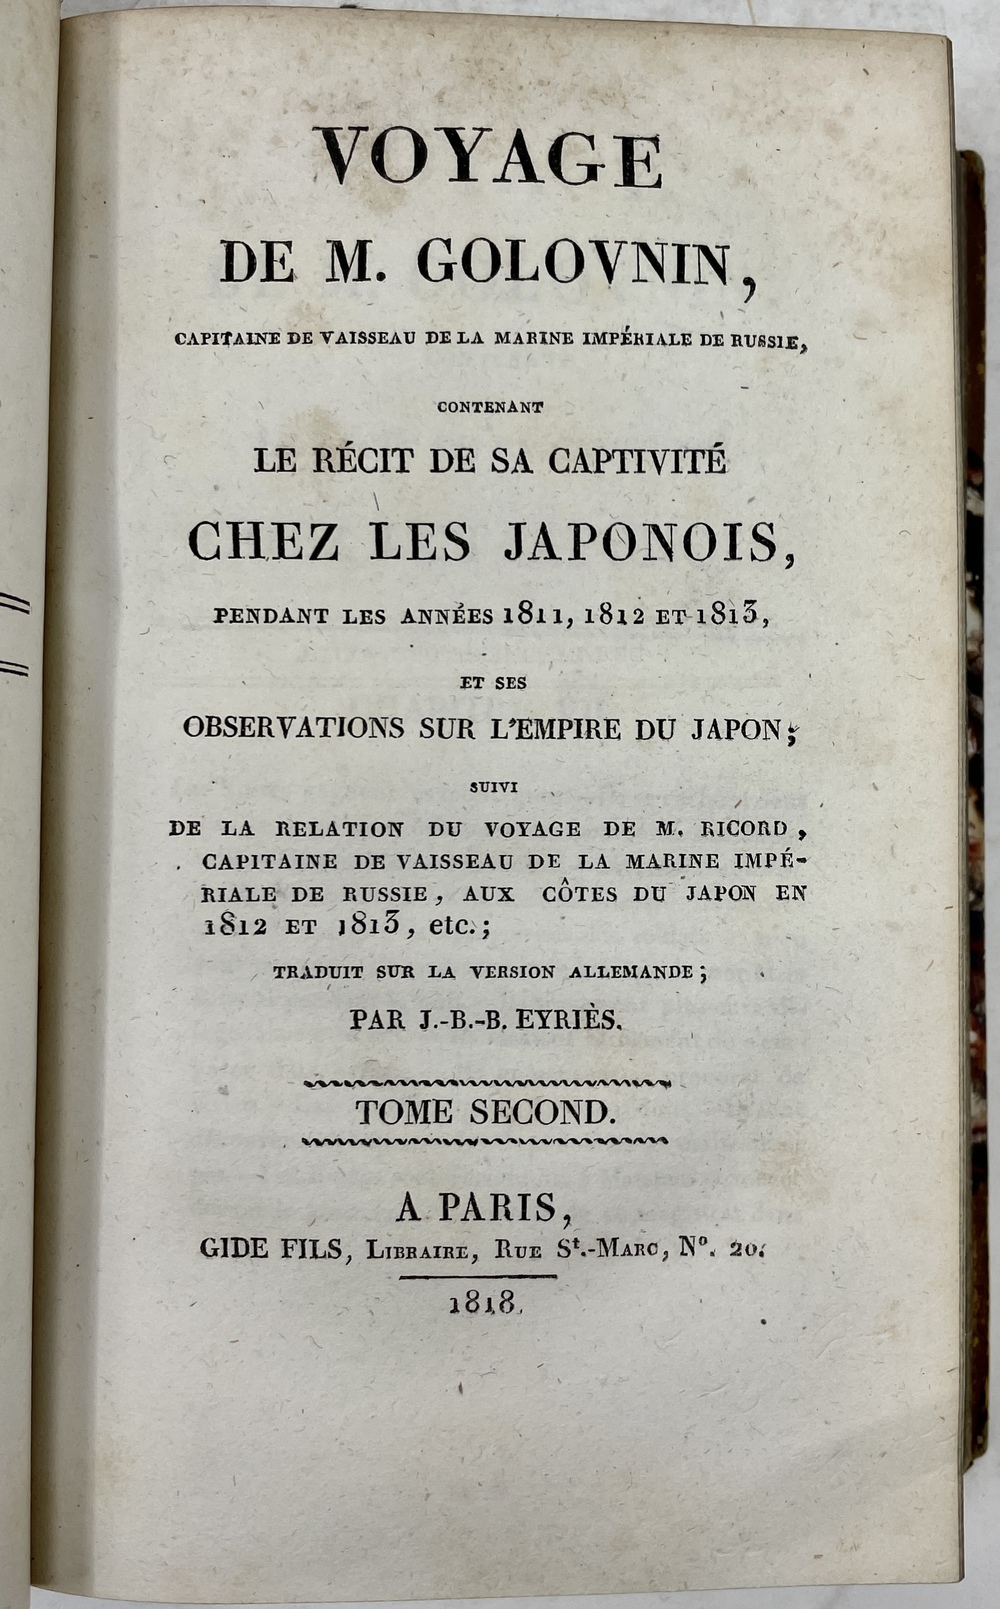 VOYAGE
DE M. GOLOVNIN,
CAPITAINE DE VAISSEAU DE LA MARINE IMPÉRIALE DE RUSSIE,
CONTENANT
LE RÉCIT DE SA CAPTIVITÉ
CHEZ LES JAPONOIS,
PENDANT LES ANNÉES 1811, 1812 ET 1813,
ET SES
OBSERVATIONS SUR L'EMPIRE DU JAPON;
SUIVI
DE LA RELATION DU VOYAGE DE M. RICORD,
CAPITAINE DE VAISSEAU DE LA MARINE IMPÉ-
RIALE DE RUSSIE, AUX CÔTES DU JAPON EN
1812 ET 1813, etc.;
TRADUIT SUR LA VERSION ALLEMANDE;
PAR J.-B.-B. EYRIÈS.
TOME SECOND.
A PARIS,
GIDE FILS, LIBRAIRE, RUE St.-MARC, No. 20.
1818.